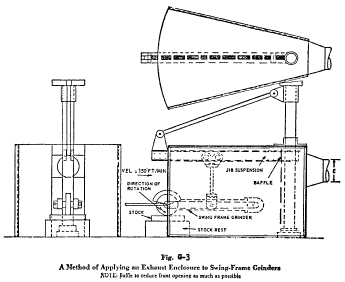 VEL = 150 FT/MIN.
JIB SUSPENSION
BAFFLE
DIRECTION OF
ROTATION
STOCK
SWING FRAME GRINDER
STOCK REST
Fig. G-3
A Method of Applying an Exhaust Enclosure to Swing-Frame Grinders
NOTE: Baffle to reduce front opening as much as possible